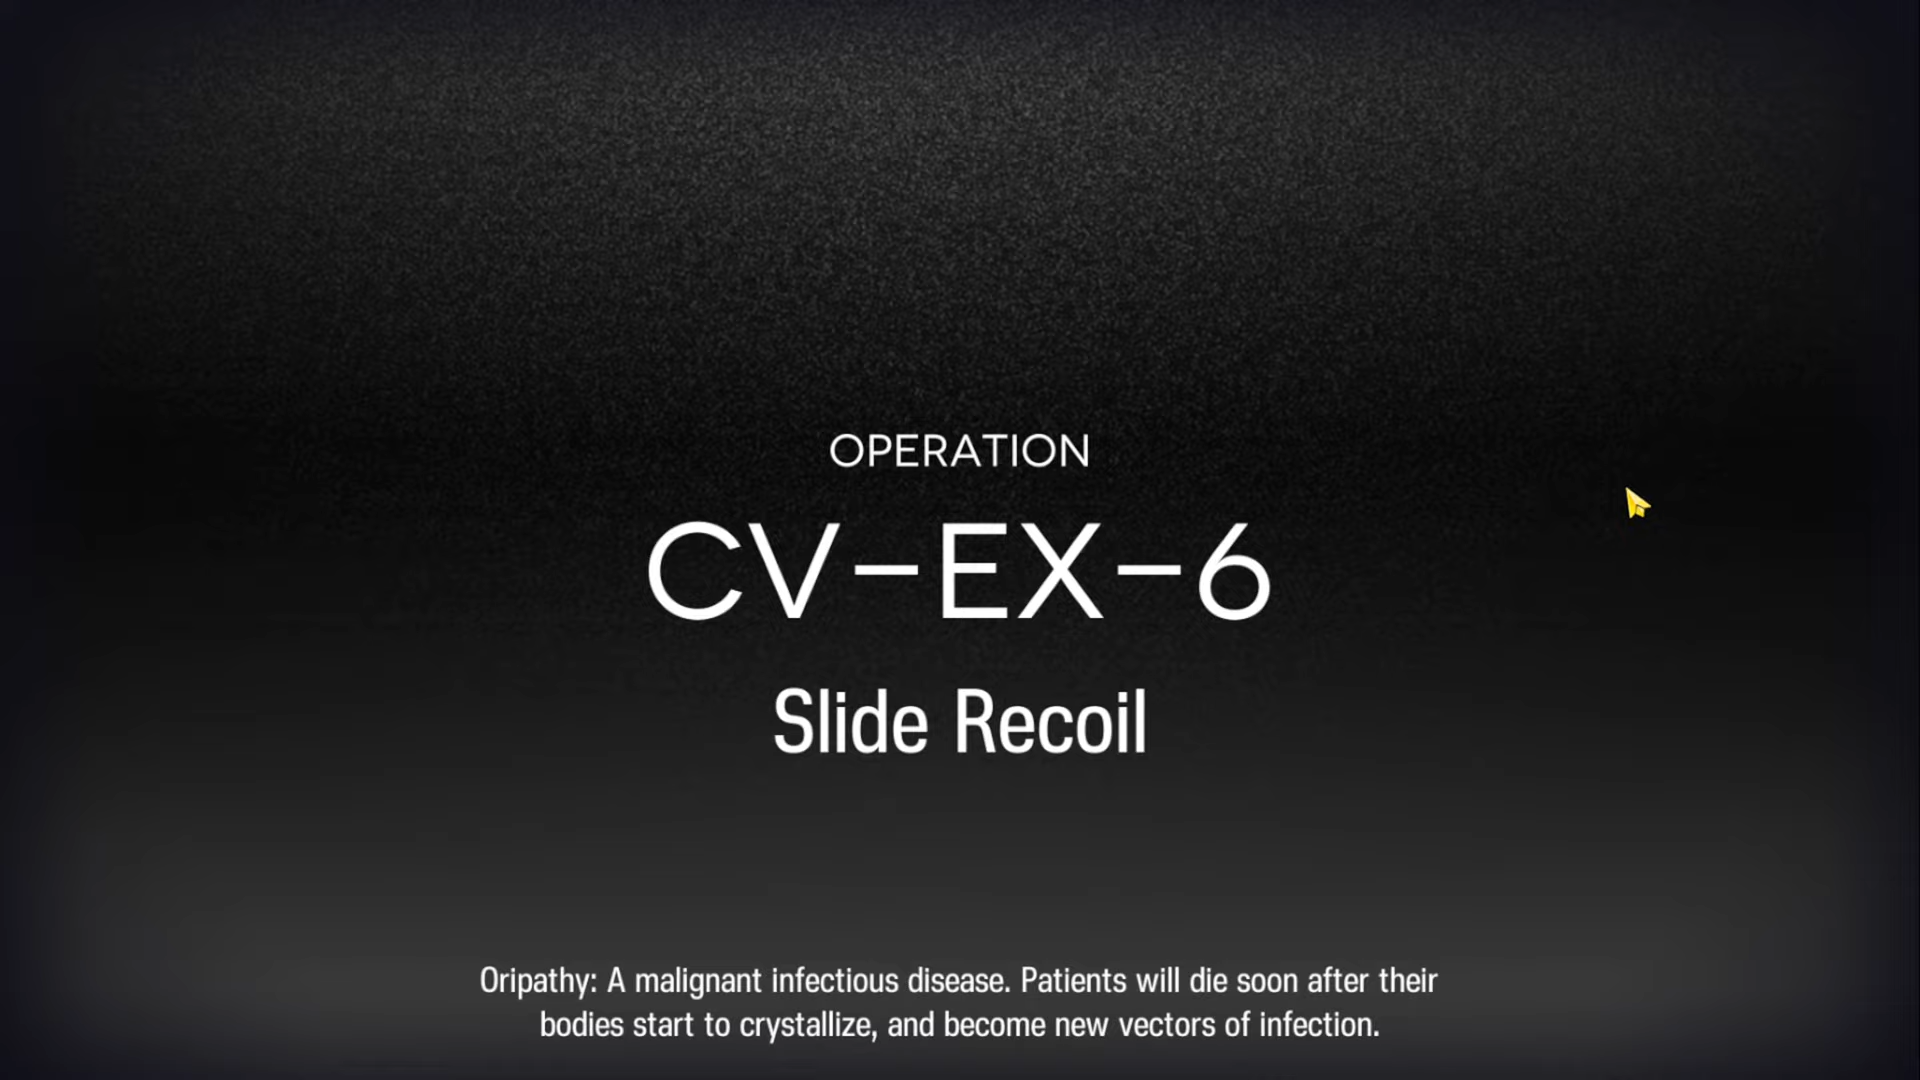 OPERATION
CV-EX-6
Slide Recoil
Oripathy: A malignant infectious disease. Patients will die soon after their
bodies start to crystallize, and become new vectors of infection.